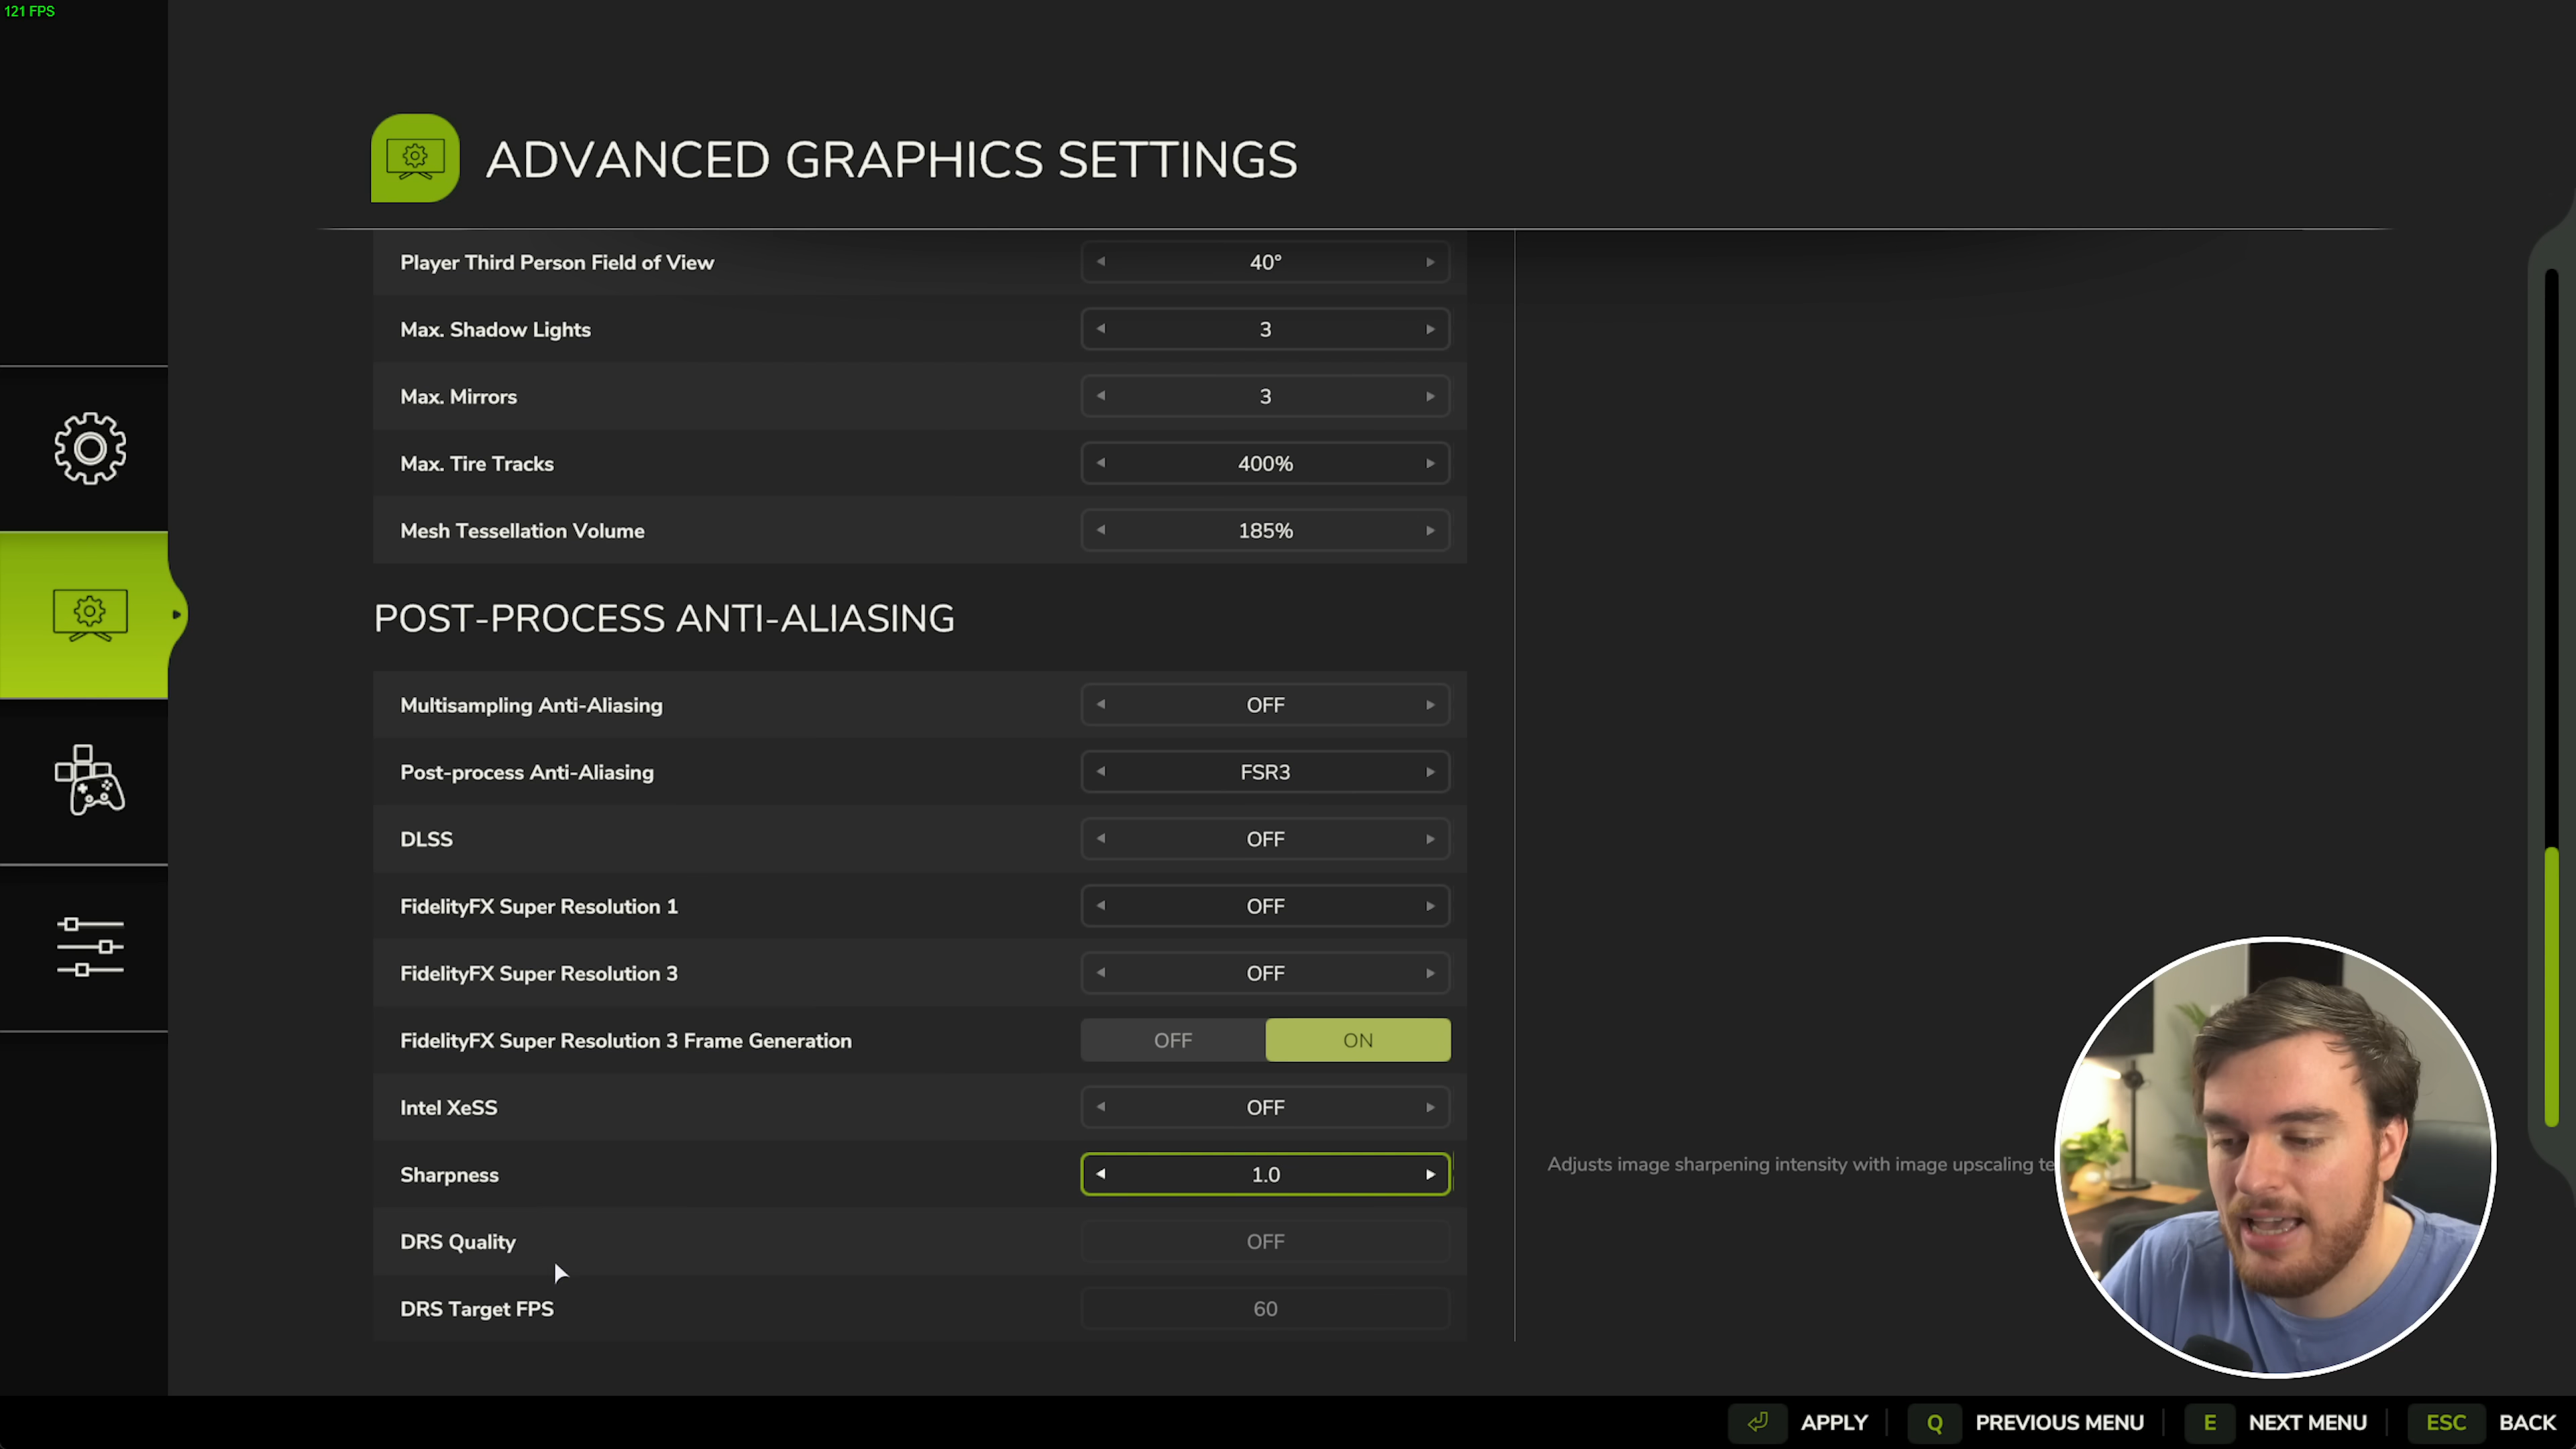 121 FPS
ADVANCED GRAPHICS SETTINGS
Player Third Person Field of View 40°
Max. Shadow Lights 3
Max. Mirrors 3
Max. Tire Tracks 400%
Mesh Tessellation Volume 185%
POST-PROCESS ANTI-ALIASING
Multisampling Anti-Aliasing OFF
Post-process Anti-Aliasing FSR3
DLSS OFF
FidelityFX Super Resolution 1 OFF
FidelityFX Super Resolution 3 OFF
FidelityFX Super Resolution 3 Frame Generation OFF ON
Intel XeSS OFF
Sharpness 1.0
Adjusts image sharpening intensity with image upscaling
DRS Quality OFF
DRS Target FPS 60
APPLY Q PREVIOUS MENU E NEXT MENU ESC BACK